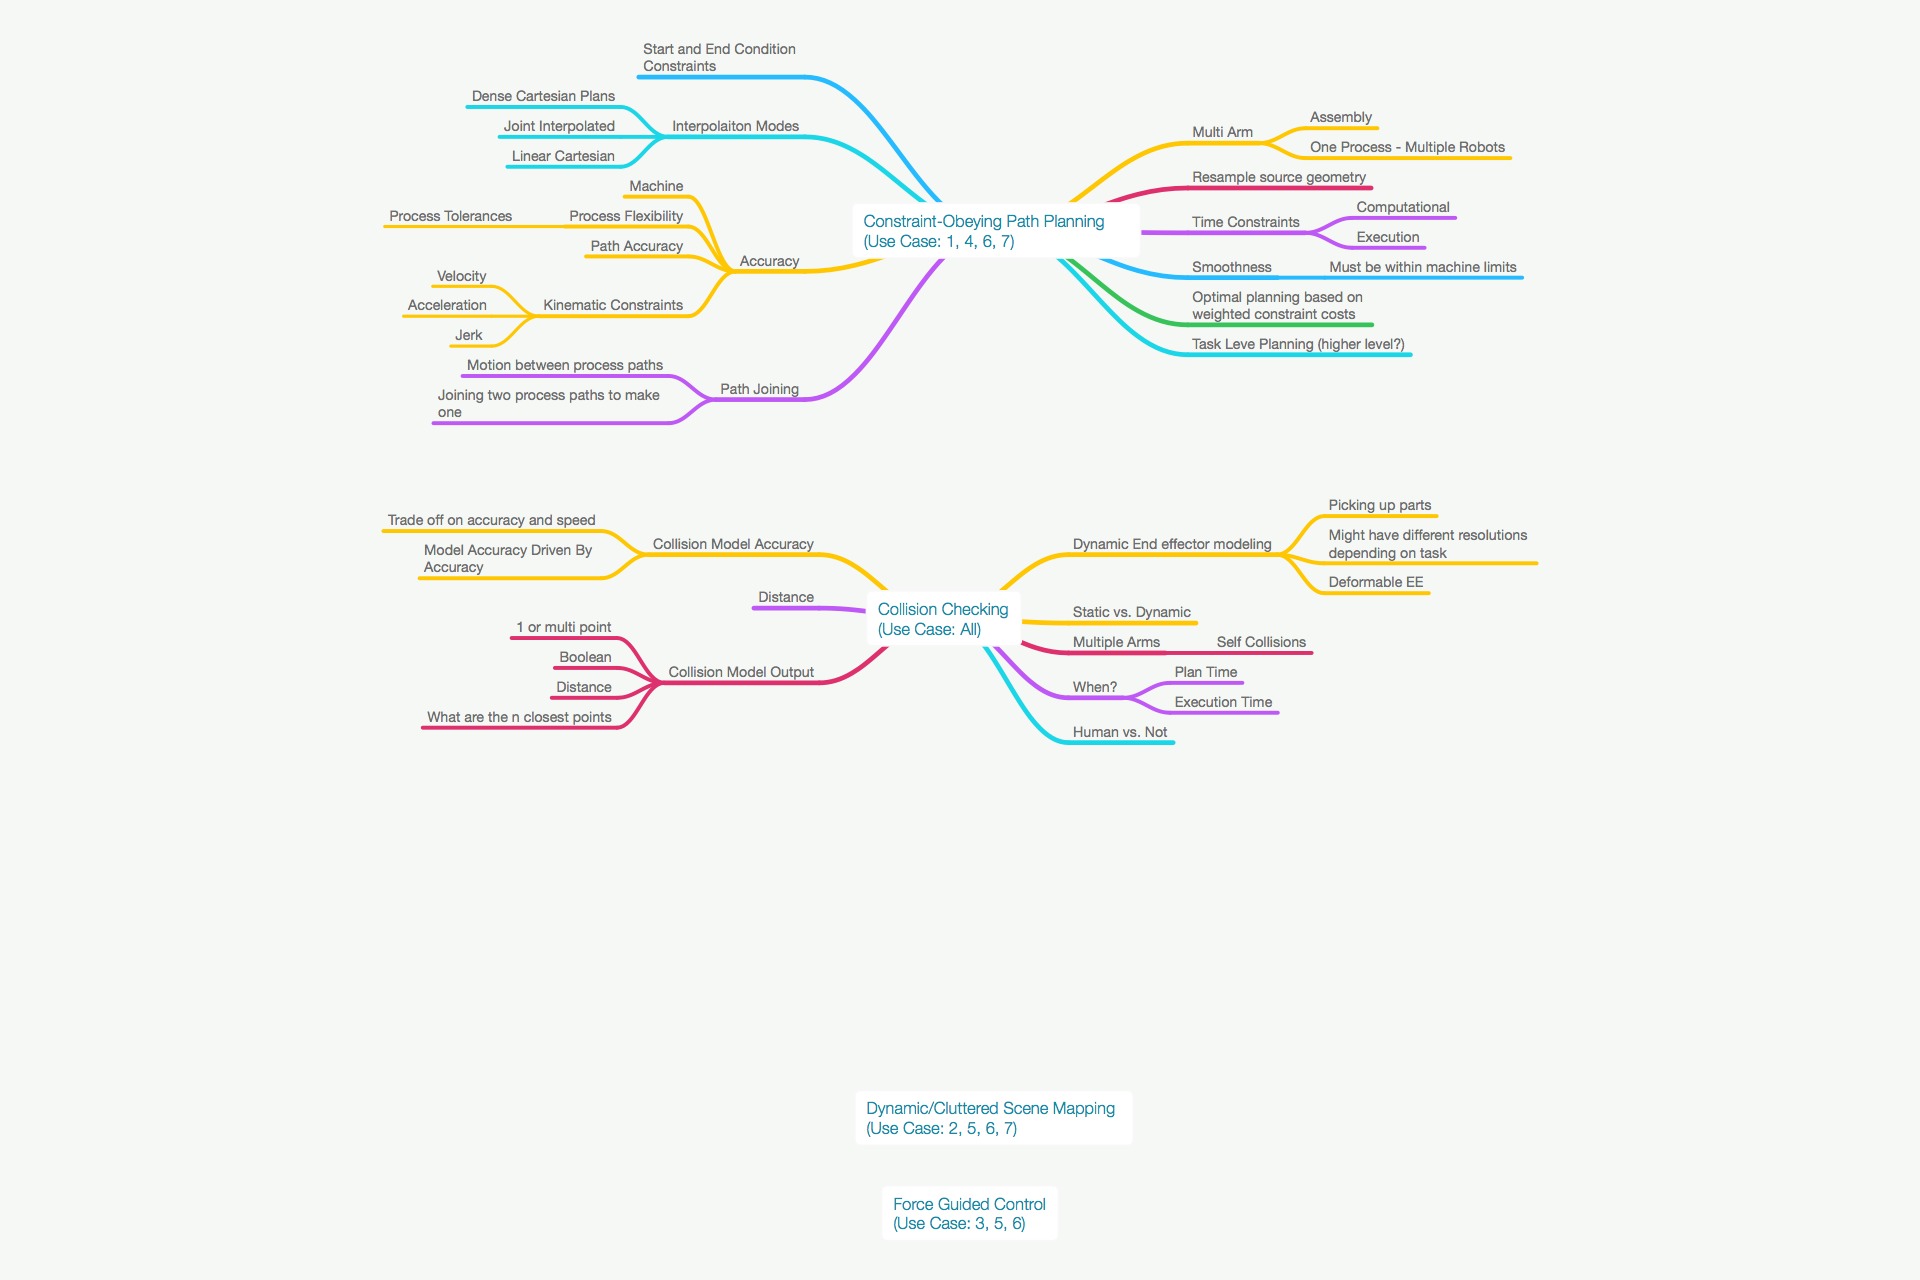 Start and End Condition
Constraints
Dense Cartesian Plans
Joint Interpolated
Linear Cartesian
Interpolaiton Modes
Machine
Process Tolerances
Process Flexibility
Path Accuracy
Accuracy
Velocity
Acceleration
Jerk
Kinematic Constraints
Motion between process paths
Joining two process paths to make
one
Path Joining
Constraint-Obeying Path Planning
(Use Case: 1, 4, 6, 7)
Multi Arm
Assembly
One Process - Multiple Robots
Resample source geometry
Time Constraints
Computational
Execution
Smoothness
Must be within machine limits
Optimal planning based on
weighted constraint costs
Task Leve Planning (higher level?)
Trade off on accuracy and speed
Model Accuracy Driven By
Accuracy
Collision Model Accuracy
Distance
1 or multi point
Boolean
Distance
What are the n closest points
Collision Model Output
Collision Checking
(Use Case: All)
Dynamic End effector modeling
Picking up parts
Might have different resolutions
depending on task
Deformable EE
Static vs. Dynamic
Multiple Arms
Self Collisions
When?
Plan Time
Execution Time
Human vs. Not
Dynamic/Cluttered Scene Mapping
(Use Case: 2, 5, 6, 7)
Force Guided Control
(Use Case: 3, 5, 6)